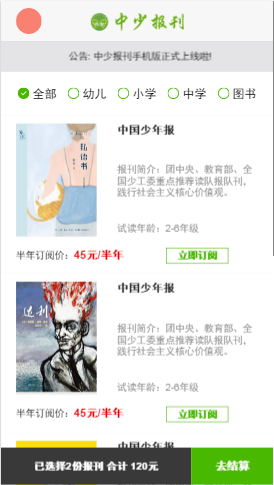 中少报刊
公告: 中少报刊手机版正式上线啦!
全部 幼儿 小学 中学 图书
中国少年报
报刊简介：团中央、教育部、全
国少工委重点推荐读队报队刊，
践行社会主义核心价值观。
试读年龄：2-6年级
半年订阅价：45元/半年 立即订阅
中国少年报
报刊简介：团中央、教育部、全
国少工委重点推荐读队报队刊，
践行社会主义核心价值观。
试读年龄：2-6年级
半年订阅价：45元/半年 立即订阅
中国少年报
已选择2份报刊 合计 120元 去结算